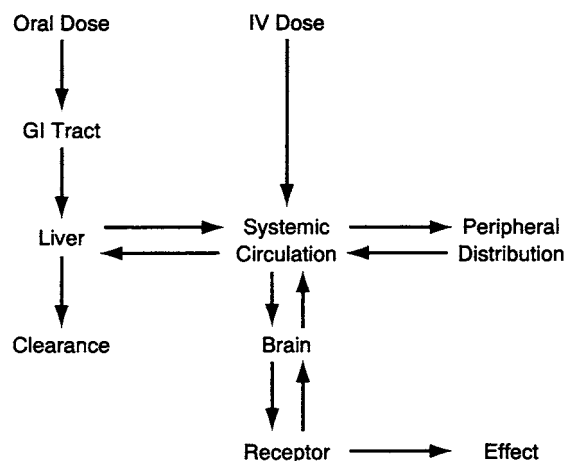 Oral Dose
IV Dose
GI Tract
Liver
Systemic
Circulation
Peripheral
Distribution
Clearance
Brain
Receptor
Effect